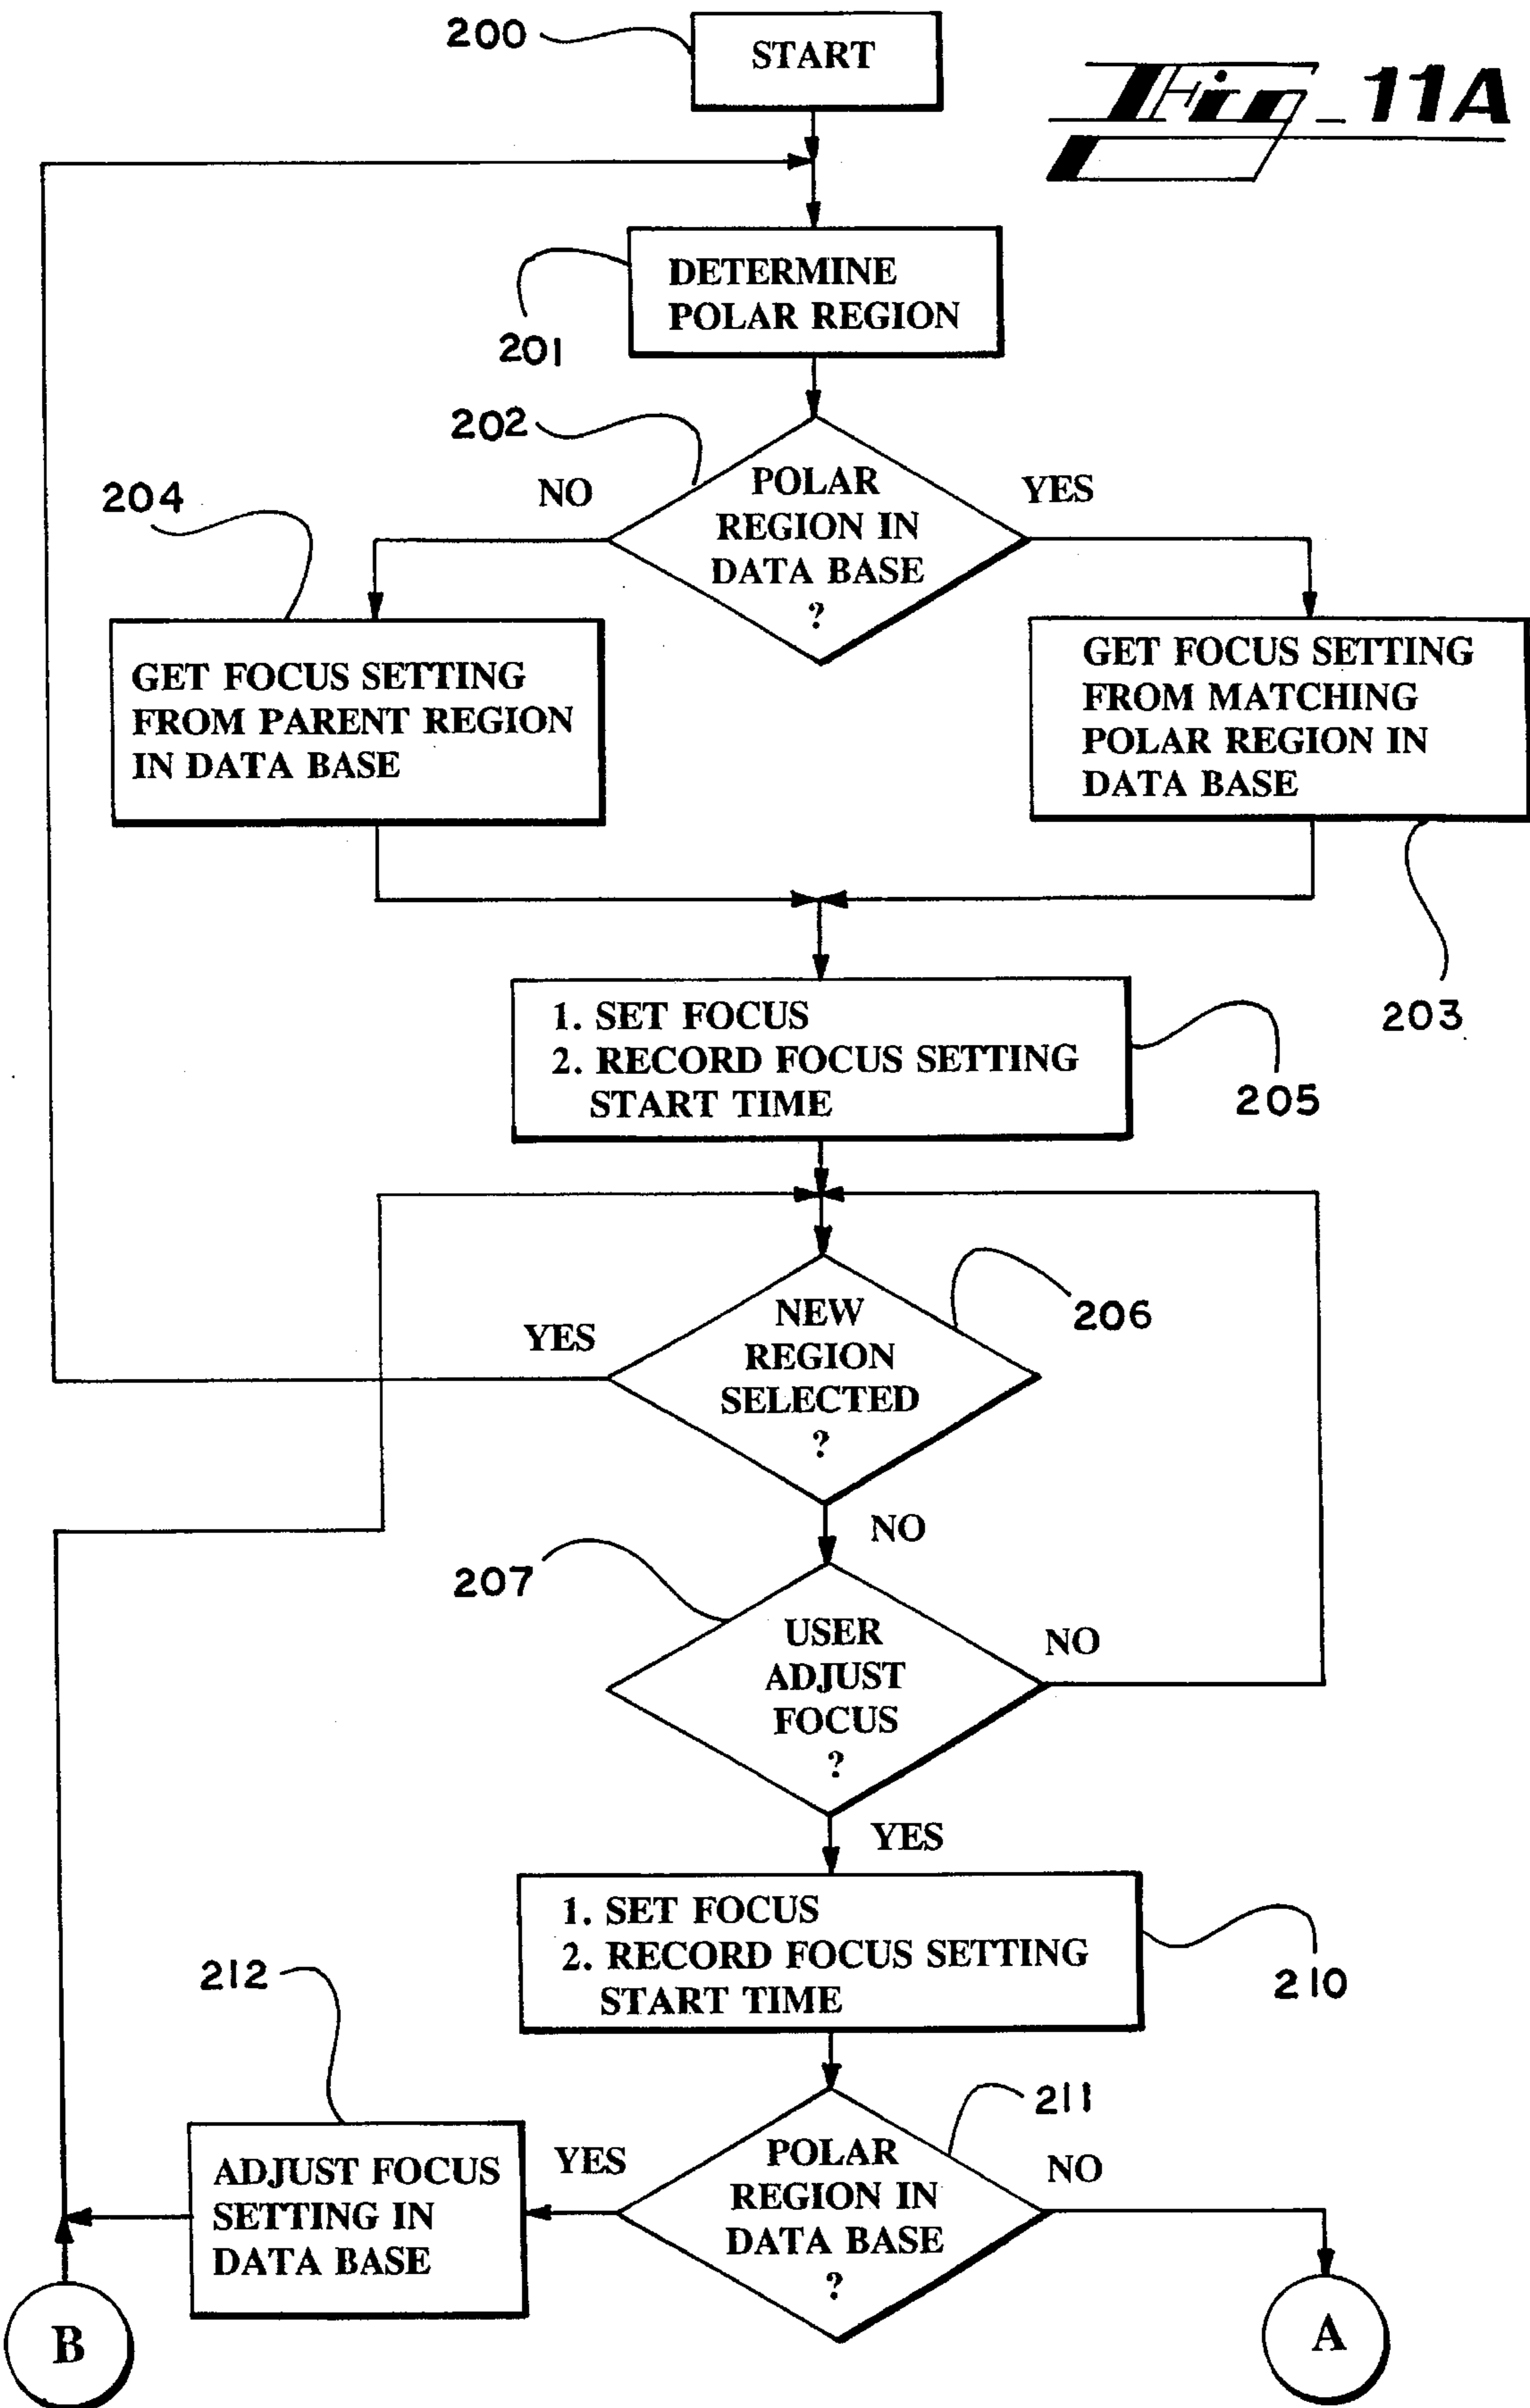 200
START
Fig_11A
DETERMINE
POLAR REGION
201
202
NO
POLAR
REGION IN
DATA BASE
?
YES
204
GET FOCUS SETTING
FROM PARENT REGION
IN DATA BASE
GET FOCUS SETTING
FROM MATCHING
POLAR REGION IN
DATA BASE
203
1. SET FOCUS
2. RECORD FOCUS SETTING
START TIME
205
NEW
REGION
SELECTED
?
206
YES
NO
207
USER
ADJUST
FOCUS
?
NO
YES
1. SET FOCUS
2. RECORD FOCUS SETTING
START TIME
210
212
211
ADJUST FOCUS
SETTING IN
DATA BASE
YES
POLAR
REGION IN
DATA BASE
?
NO
B
A